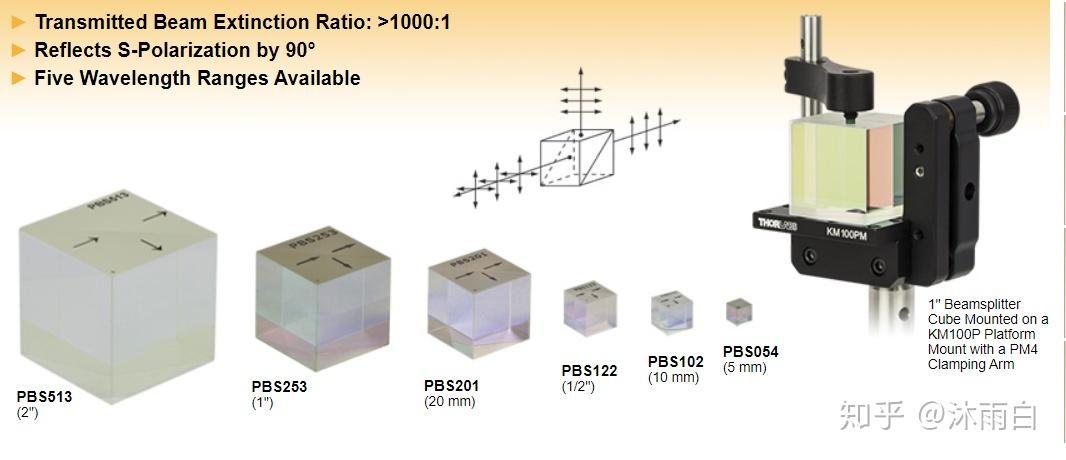 Transmitted Beam Extinction Ratio: >1000:1
Reflects S-Polarization by 90°
Five Wavelength Ranges Available
PBS513
PBS253
PBS201
PBS122
THORLABS
KM100PM
PBS513
(2")
PBS253
(1")
PBS201
(20 mm)
PBS122
(1/2")
PBS102
(10 mm)
PBS054
(5 mm)
1" Beamsplitter
Cube Mounted on a
KM100P Platform
Mount with a PM4
Clamping Arm
知乎 @沐雨白